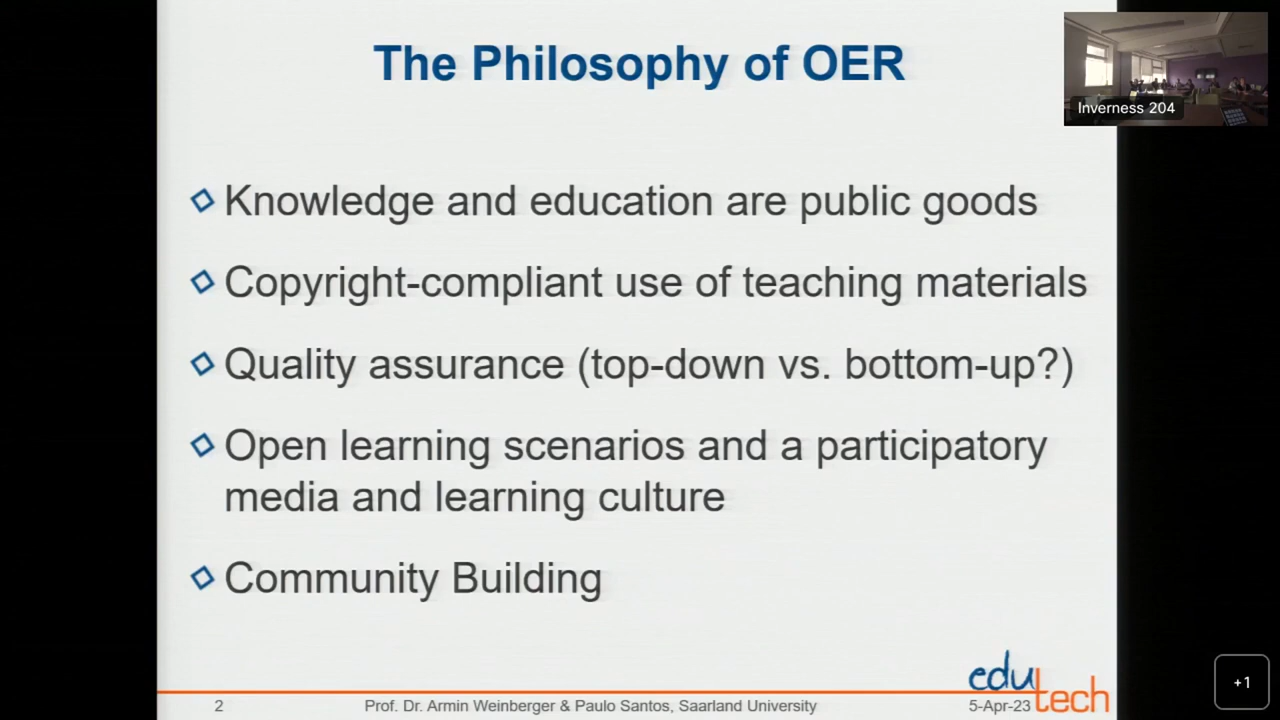 The Philosophy of OER
Inverness 204
Knowledge and education are public goods
Copyright-compliant use of teaching materials
Quality assurance (top-down vs. bottom-up?)
Open learning scenarios and a participatory
media and learning culture
Community Building
+1
edu
tech
2
Prof. Dr. Armin Weinberger & Paulo Santos, Saarland University
5-Apr-23